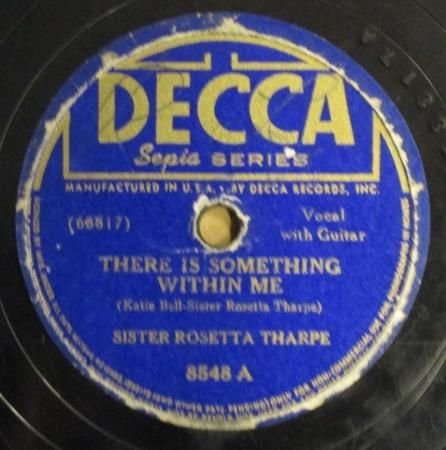 DECCA
Sepia SERIES
MANUFACTURED IN U.S.A. BY DECCA RECORDS, INC.
Vocal
with Guitar
THERE IS SOMETHING
WITHIN ME
(Katie Bell-Sister Rosetta Tharpe)
SISTER ROSETTA THARPE
8548 A